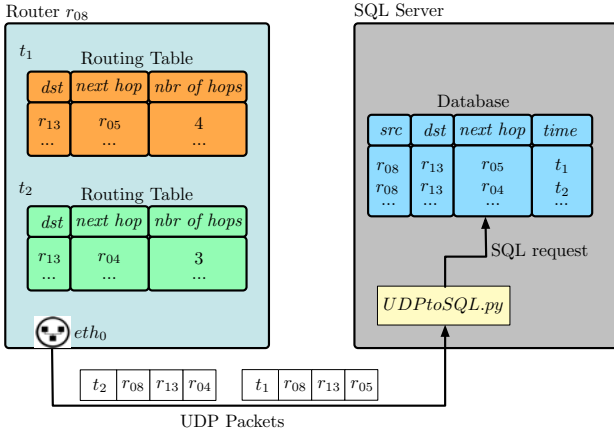 Router r₀₈
t₁
Routing Table
dst next hop nbr of hops
r₁₃ r₀₅ 4
... ... ...
t₂
Routing Table
dst next hop nbr of hops
r₁₃ r₀₄ 3
... ... ...
eth₀
t₂ r₀₈ r₁₃ r₀₄
t₁ r₀₈ r₁₃ r₀₅
UDP Packets
SQL Server
Database
src dst next hop time
r₀₈ r₁₃ r₀₅ t₁
r₀₈ r₁₃ r₀₄ t₂
... ... ... ...
SQL request
UDPtoSQL.py